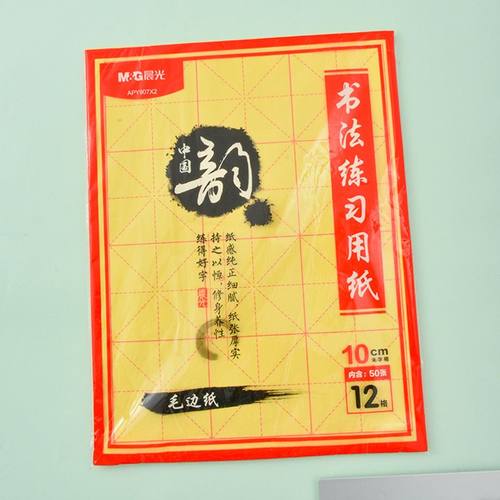 M&G晨光
APY907X2
书法练习用纸
中国
韵
纸感纯正细腻，纸张厚实
持之以恒，修身养性
练得好字
10cm
米字格
内含：50张
12格
毛边纸